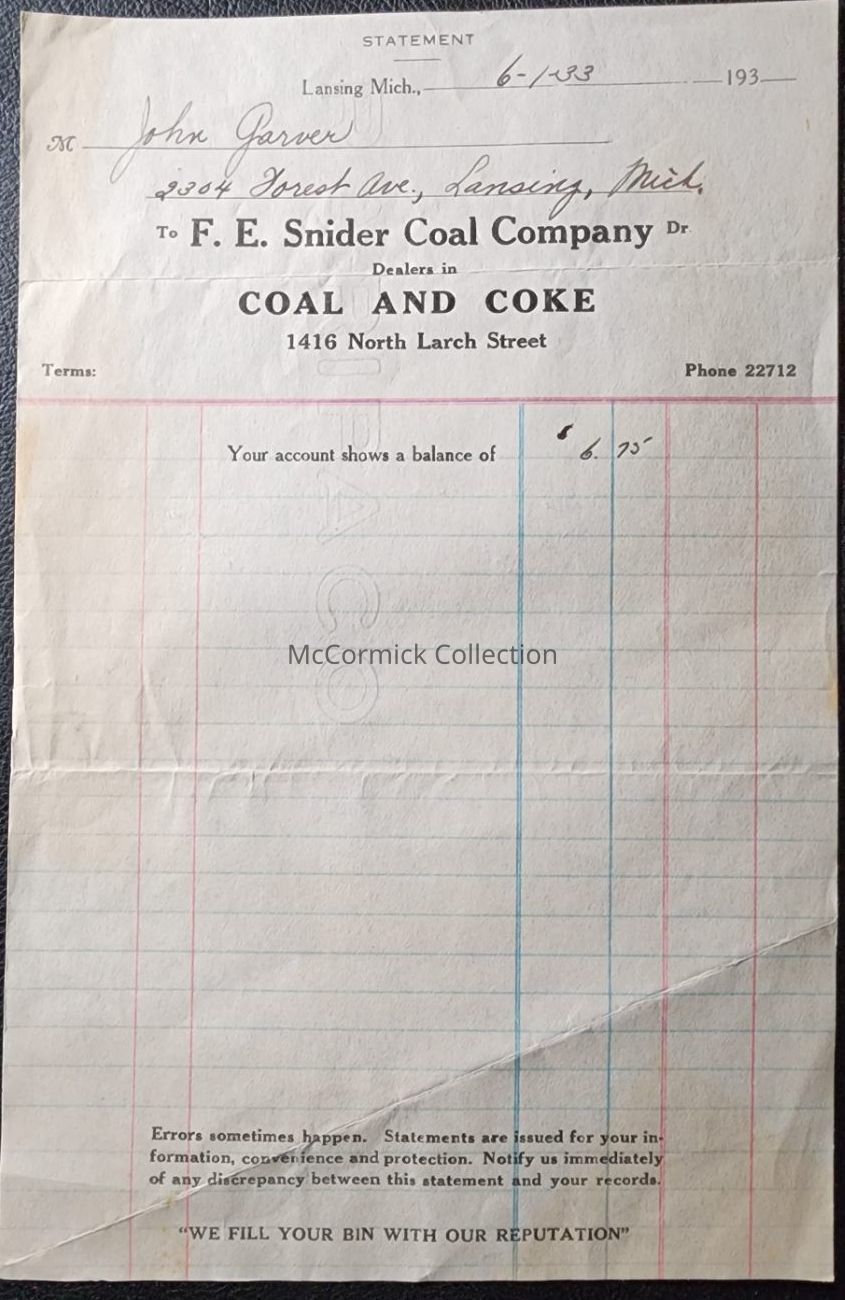 STATEMENT
Lansing Mich., 6-1-33 193
M John Garver
2304 Forest Ave., Lansing, Mich.
To F. E. Snider Coal Company Dr
Dealers in
COAL AND COKE
1416 North Larch Street
Terms: Phone 22712
Your account shows a balance of $ 6. 75
McCormick Collection
Errors sometimes happen. Statements are issued for your in-
formation, convenience and protection. Notify us immediately
of any discrepancy between this statement and your records.
"WE FILL YOUR BIN WITH OUR REPUTATION"